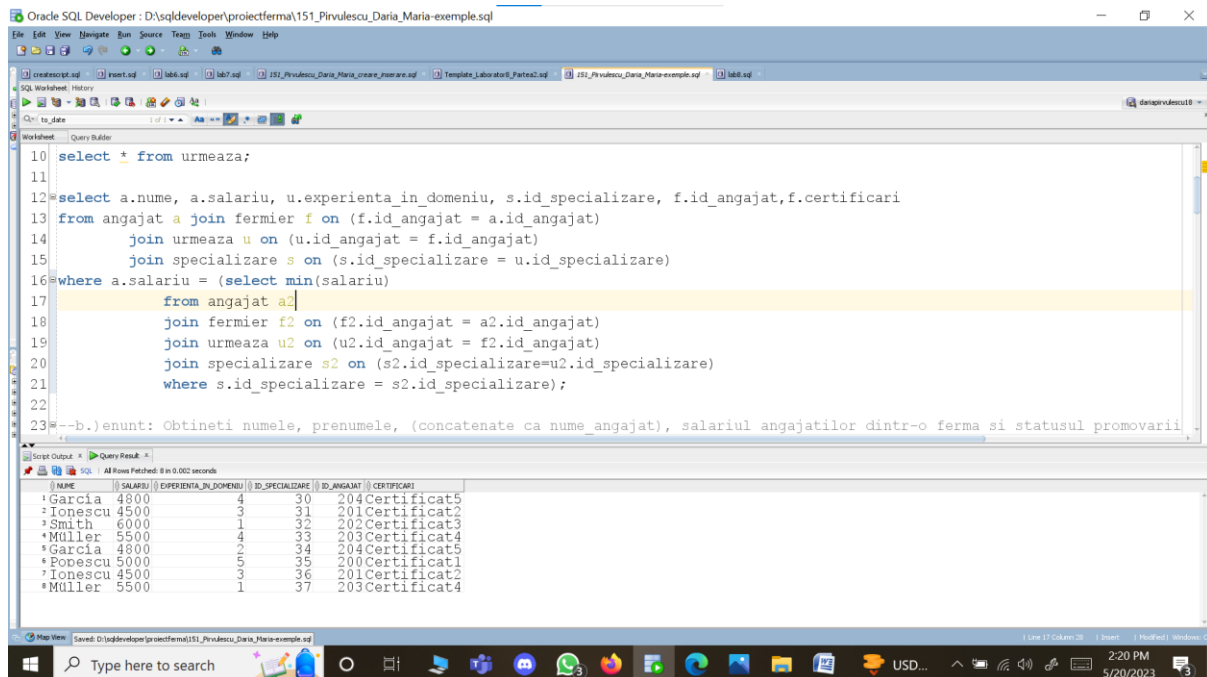 Oracle SQL Developer : D:\sqldeveloper\proiectferma\151_Pirvulescu_Daria_Maria-exemple.sql
File Edit View Navigate Run Source Team Tools Window Help
createscript.sql insert.sql lab6.sql lab7.sql 151_Pirvulescu_Daria_Maria_creare_inserare.sql Template_Laborator8_Partea2.sql 151_Pirvulescu_Daria_Maria-exemple.sql lab8.sql
SQL Worksheet History
dariapirvulescu18
to_date 1 of 1 Aa
Worksheet Query Builder
10 select * from urmeaza;
11
12 select a.nume, a.salariu, u.experienta_in_domeniu, s.id_specializare, f.id_angajat,f.certificari
13 from angajat a join fermier f on (f.id_angajat = a.id_angajat)
14 join urmeaza u on (u.id_angajat = f.id_angajat)
15 join specializare s on (s.id_specializare = u.id_specializare)
16 where a.salariu = (select min(salariu)
17 from angajat a2
18 join fermier f2 on (f2.id_angajat = a2.id_angajat)
19 join urmeaza u2 on (u2.id_angajat = f2.id_angajat)
20 join specializare s2 on (s2.id_specializare=u2.id_specializare)
21 where s.id_specializare = s2.id_specializare);
22
23 --b.)enunt: Obtineti numele, prenumele, (concatenate ca nume_angajat), salariul angajatilor dintr-o ferma si statusul promovarii
Script Output Query Result
SQL | All Rows Fetched: 8 in 0.002 seconds
NUME SALARIU EXPERIENTA_IN_DOMENIU ID_SPECIALIZARE ID_ANGAJAT CERTIFICARI
1 García 4800 4 30 204 Certificat5
2 Ionescu 4500 3 31 201 Certificat2
3 Smith 6000 1 32 202 Certificat3
4 Müller 5500 4 33 203 Certificat4
5 García 4800 2 34 204 Certificat5
6 Popescu 5000 5 35 200 Certificat1
7 Ionescu 4500 3 36 201 Certificat2
8 Müller 5500 1 37 203 Certificat4
Map View Saved: D:\sqldeveloper\proiectferma\151_Pirvulescu_Daria_Maria-exemple.sql
Line 17 Column 28 | Insert | Modified | Windows: C
Type here to search
USD...
2:20 PM
5/20/2023